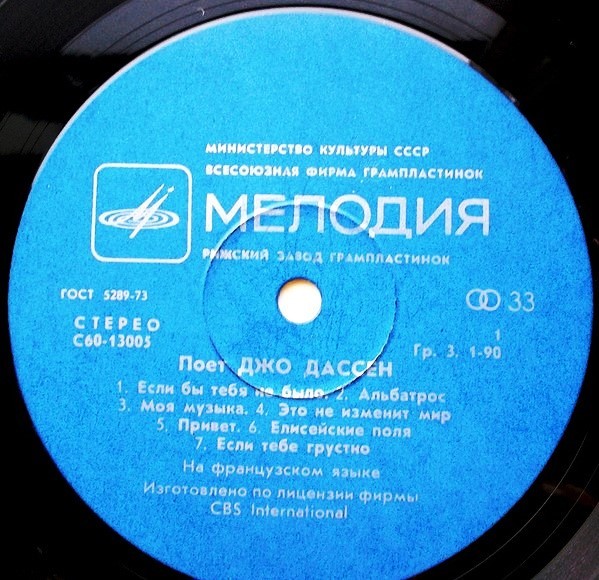 МИНИСТЕРСТВО КУЛЬТУРЫ СССР
ВСЕСОЮЗНАЯ ФИРМА ГРАМПЛАСТИНОК
МЕЛОДИЯ
РИЖСКИЙ ЗАВОД ГРАМПЛАСТИНОК
ГОСТ 5289-73
33
СТЕРЕО
С60-13005
1
Гр. 3. 1-90
Поет ДЖО ДАССЕН
1. Если бы тебя не было. 2. Альбатрос
3. Моя музыка. 4. Это не изменит мир
5. Привет. 6. Елисейские поля
7. Если тебе грустно
На французском языке
Изготовлено по лицензии фирмы
CBS International